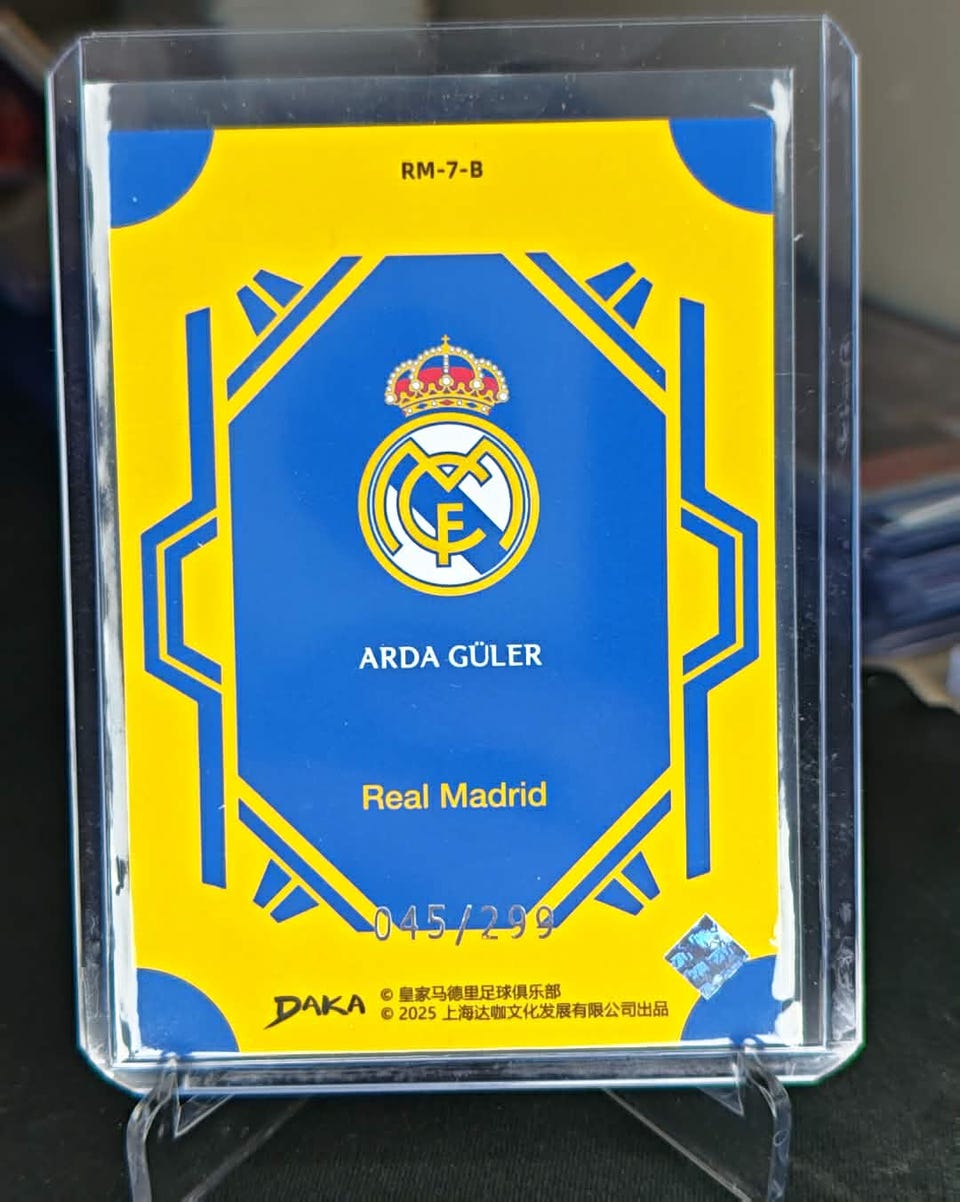 RM-7-B
ARDA GÜLER
Real Madrid
045/299
DAKA
© 皇家马德里足球俱乐部
© 2025 上海达咖文化发展有限公司出品